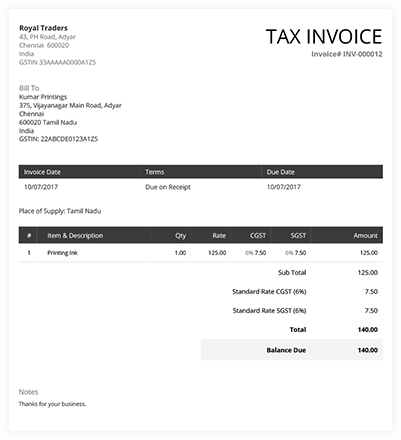 Royal Traders
43, PH Road, Adyar
Chennai 600020
India
GSTIN 33AAAAA0000A1Z5
TAX INVOICE
Invoice# INV-000012
Bill To
Kumar Printings
375, Vijayanagar Main Road, Adyar
Chennai
600020 Tamil Nadu
India
GSTIN: 22ABCDE0123A1Z5
Invoice Date Terms Due Date
10/07/2017 Due on Receipt 10/07/2017
Place of Supply: Tamil Nadu
# Item & Description Qty Rate CGST SGST Amount
1 Printing Ink 1.00 125.00 6% 7.50 6% 7.50 125.00
Sub Total 125.00
Standard Rate CGST (6%) 7.50
Standard Rate SGST (6%) 7.50
Total 140.00
Balance Due 140.00
Notes
Thanks for your business.